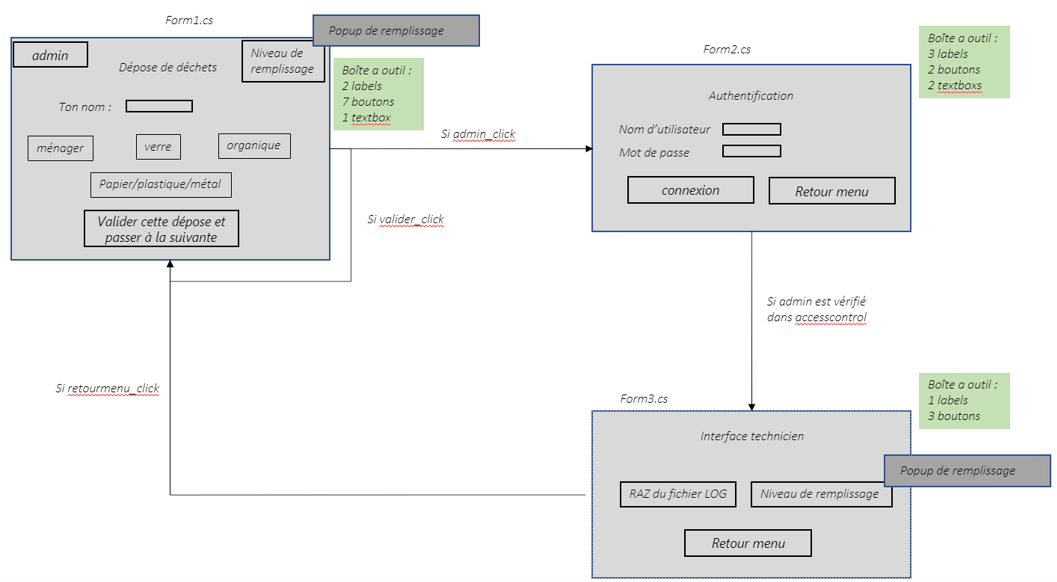 Form1.cs
Popup de remplissage
admin
Niveau de
remplissage
Dépose de déchets
Boîte a outil :
2 labels
7 boutons
1 textbox
Ton nom :
ménager
verre
organique
Papier/plastique/métal
Valider cette dépose et
passer à la suivante
Si admin_click
Si valider_click
Form2.cs
Boîte a outil :
3 labels
2 boutons
2 textboxs
Authentification
Nom d'utilisateur
Mot de passe
connexion
Retour menu
Si admin est vérifié
dans accesscontrol
Si retourmenu_click
Form3.cs
Boîte a outil :
1 labels
3 boutons
Interface technicien
Popup de remplissage
RAZ du fichier LOG
Niveau de remplissage
Retour menu